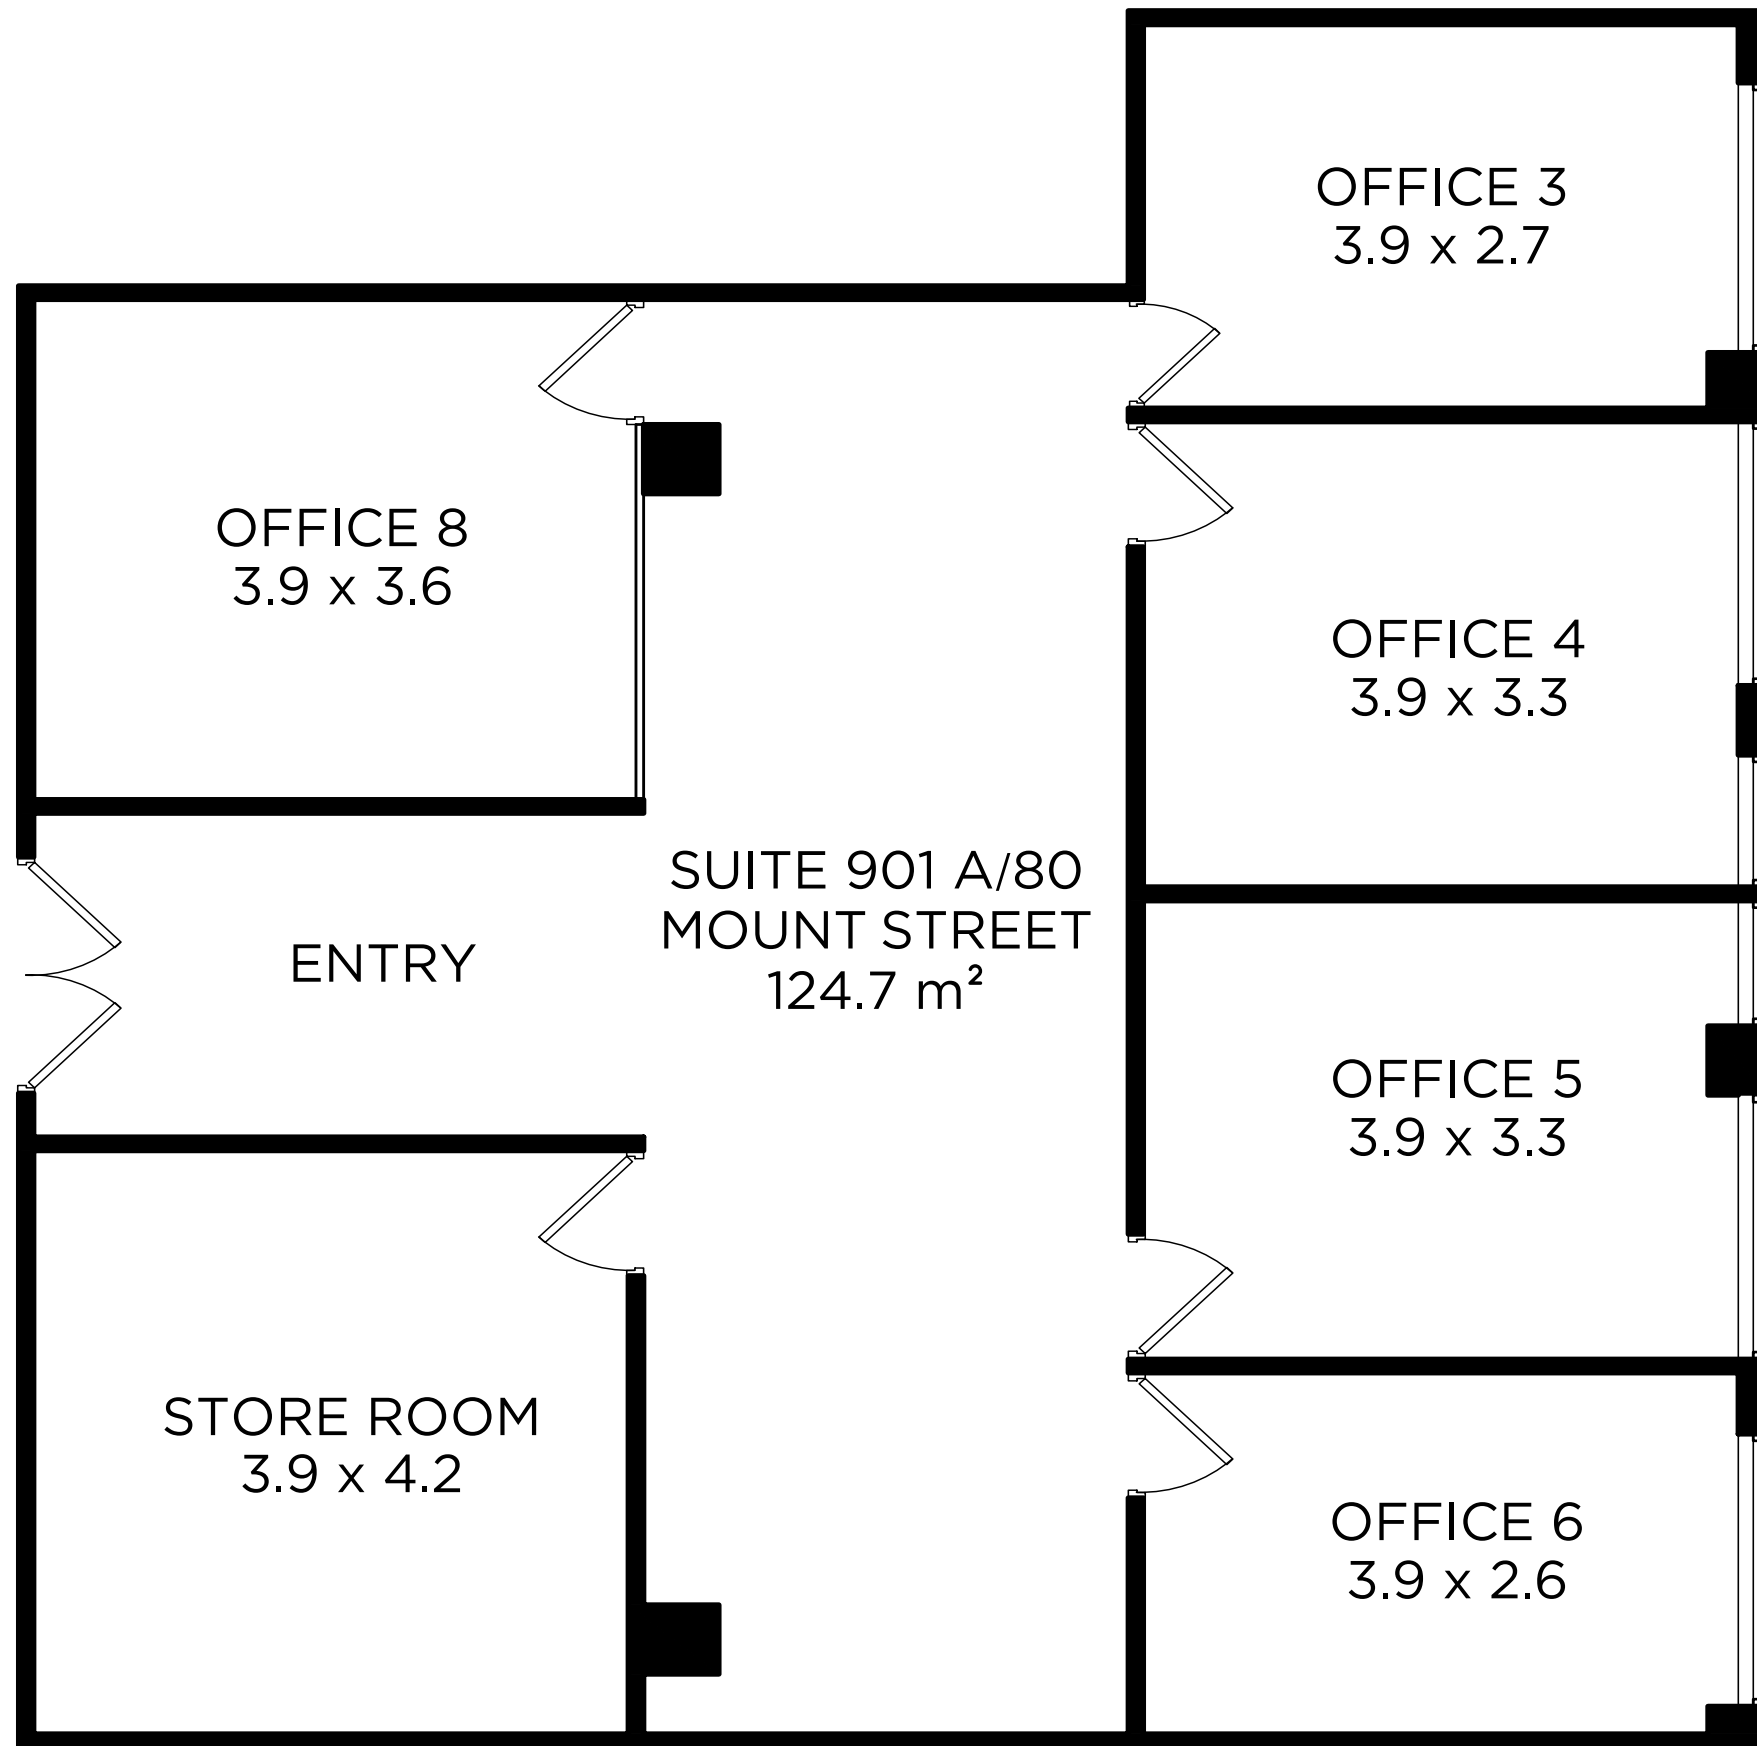 OFFICE 3
3.9 x 2.7
OFFICE 8
3.9 x 3.6
OFFICE 4
3.9 x 3.3
SUITE 901 A/80
MOUNT STREET
124.7 m²
ENTRY
OFFICE 5
3.9 x 3.3
STORE ROOM
3.9 x 4.2
OFFICE 6
3.9 x 2.6